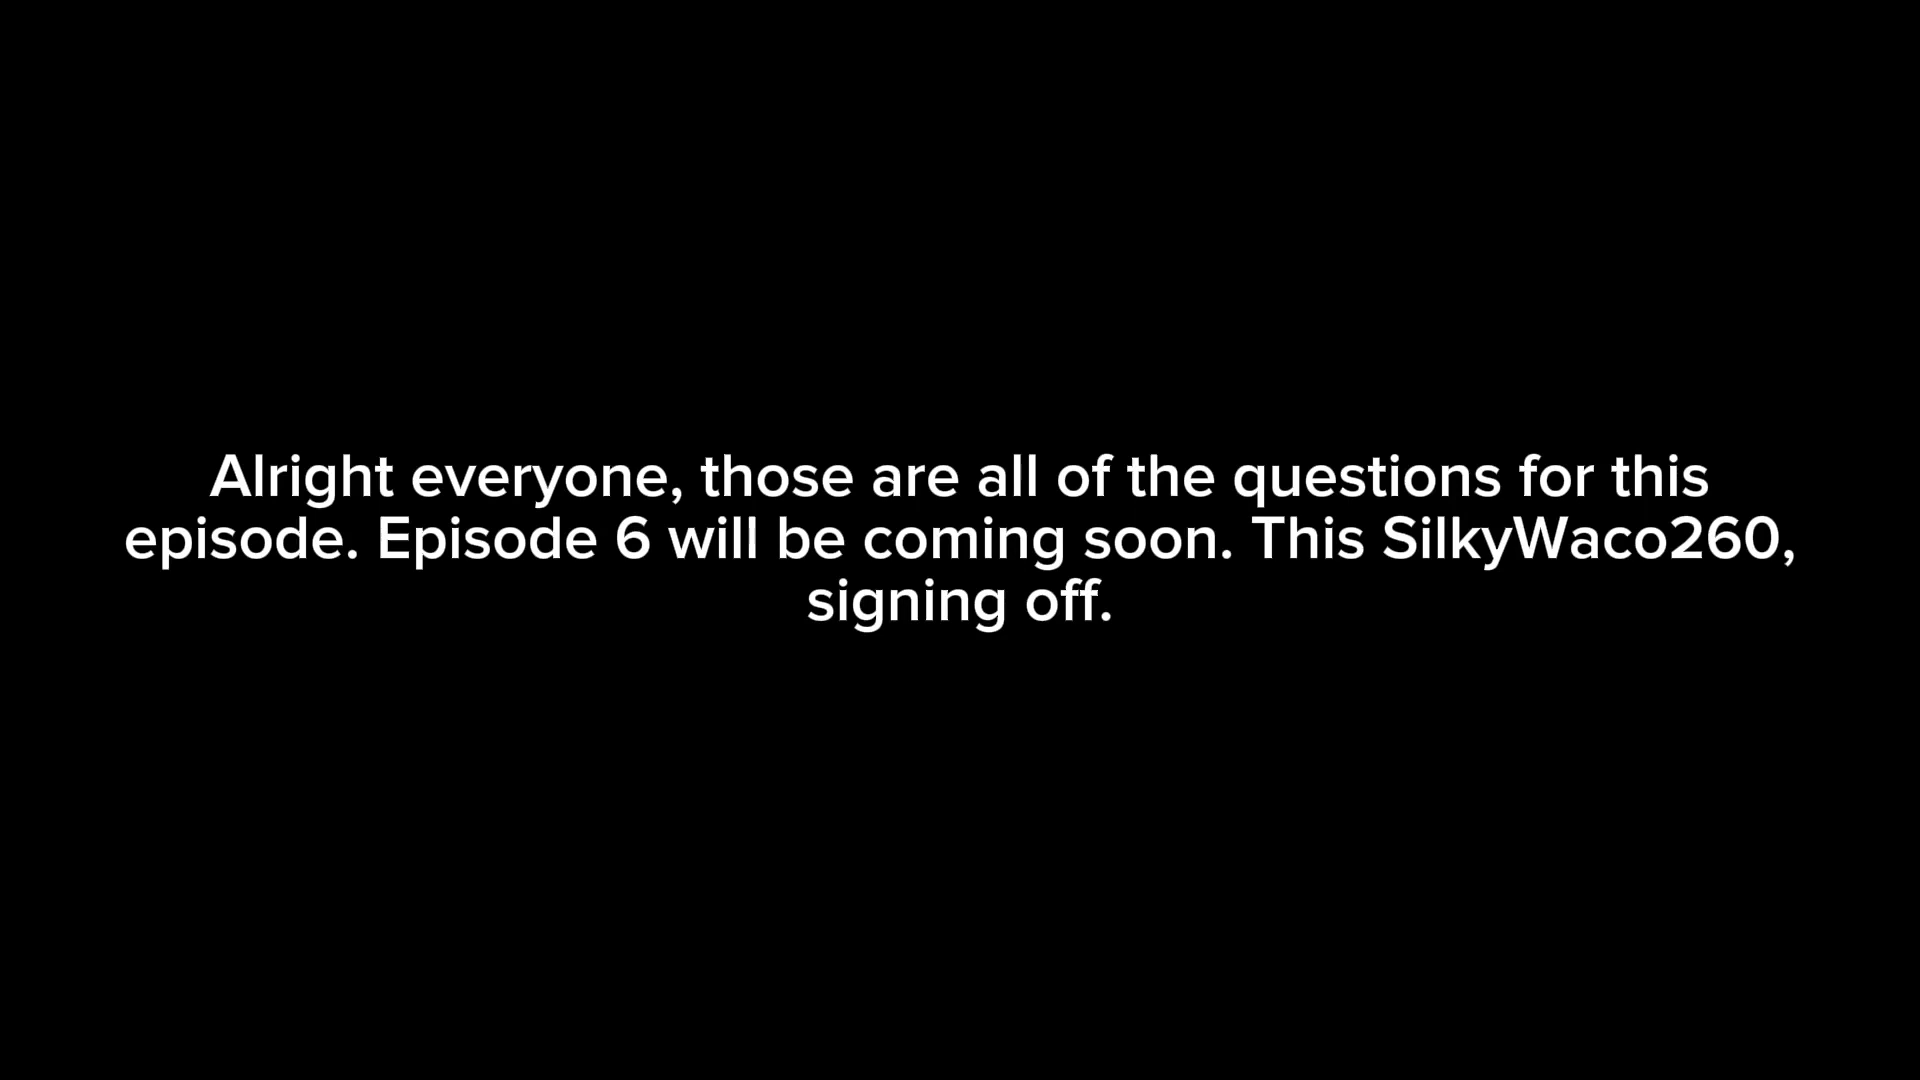 Alright everyone, those are all of the questions for this
episode. Episode 6 will be coming soon. This SilkyWaco260,
signing off.